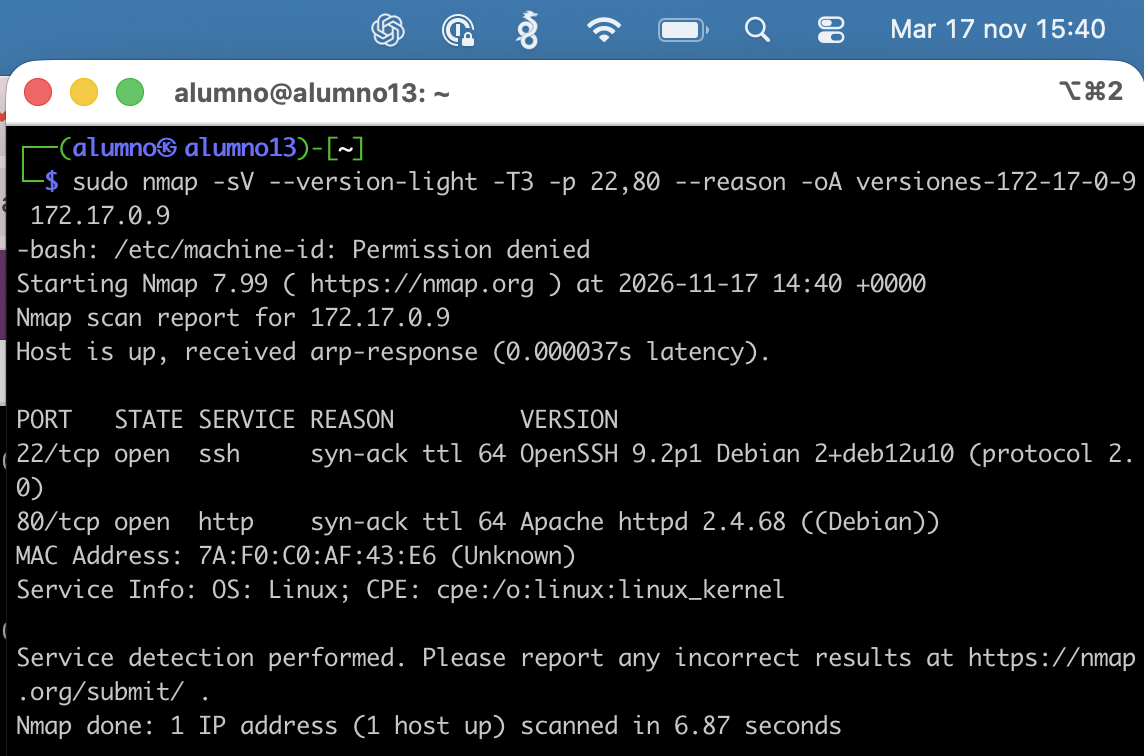 Mar 17 nov 15:40
alumno@alumno13: ~
⌥⌘2
┌──(alumno㉿ alumno13)-[~]
└─$ sudo nmap -sV --version-light -T3 -p 22,80 --reason -oA versiones-172-17-0-9
 172.17.0.9
-bash: /etc/machine-id: Permission denied
Starting Nmap 7.99 ( https://nmap.org ) at 2026-11-17 14:40 +0000
Nmap scan report for 172.17.0.9
Host is up, received arp-response (0.000037s latency).
PORT   STATE SERVICE REASON         VERSION
22/tcp open  ssh     syn-ack ttl 64 OpenSSH 9.2p1 Debian 2+deb12u10 (protocol 2.
0)
80/tcp open  http    syn-ack ttl 64 Apache httpd 2.4.68 ((Debian))
MAC Address: 7A:F0:C0:AF:43:E6 (Unknown)
Service Info: OS: Linux; CPE: cpe:/o:linux:linux_kernel
Service detection performed. Please report any incorrect results at https://nmap
.org/submit/ .
Nmap done: 1 IP address (1 host up) scanned in 6.87 seconds